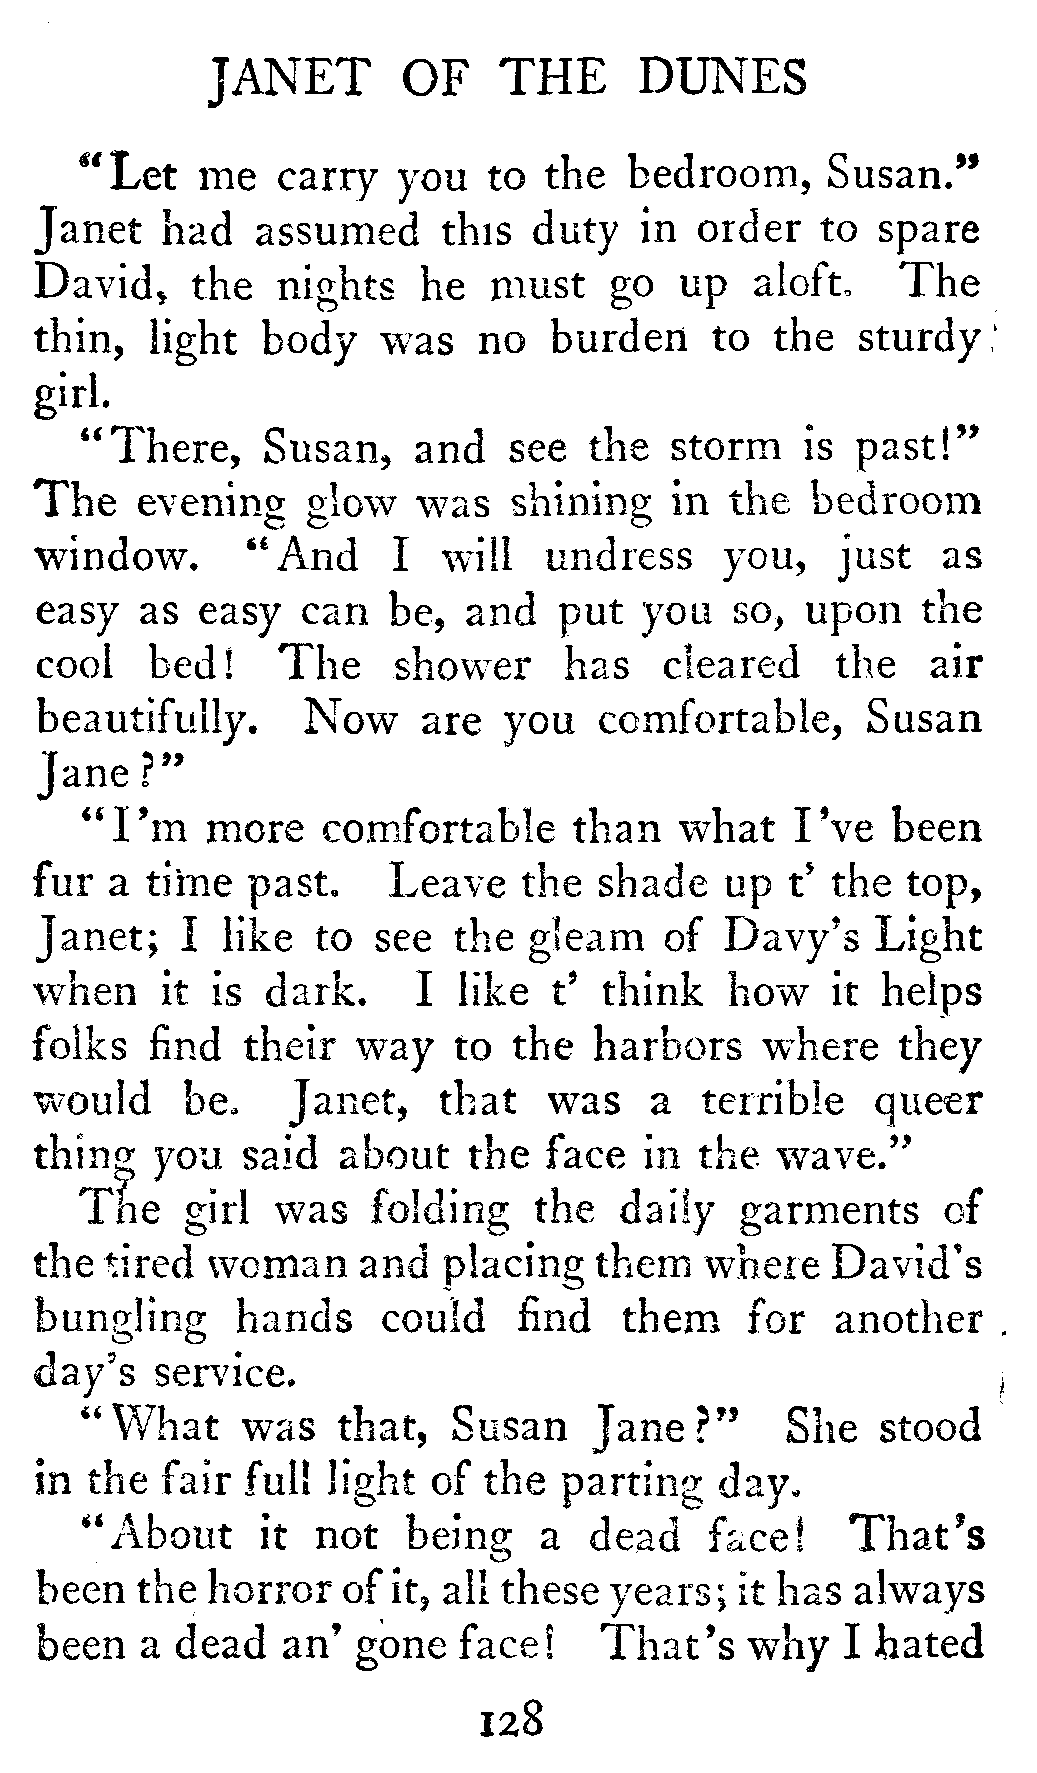 JANET OF THE DUNES
"Let me carry you to the bedroom, Susan."
Janet had assumed this duty in order to spare
David, the nights he must go up aloft. The
thin, light body was no burden to the sturdy
girl.
"There, Susan, and see the storm is past!"
The evening glow was shining in the bedroom
window. "And I will undress you, just as
easy as easy can be, and put you so, upon the
cool bed! The shower has cleared the air
beautifully. Now are you comfortable, Susan
Jane?"
"I'm more comfortable than what I've been
fur a time past. Leave the shade up t' the top,
Janet; I like to see the gleam of Davy's Light
when it is dark. I like t' think how it helps
folks find their way to the harbors where they
would be. Janet, that was a terrible queer
thing you said about the face in the wave."
The girl was folding the daily garments of
the tired woman and placing them where David's
bungling hands could find them for another
day's service.
"What was that, Susan Jane?" She stood
in the fair full light of the parting day.
"About it not being a dead face! That's
been the horror of it, all these years; it has always
been a dead an' gone face! That's why I hated
128